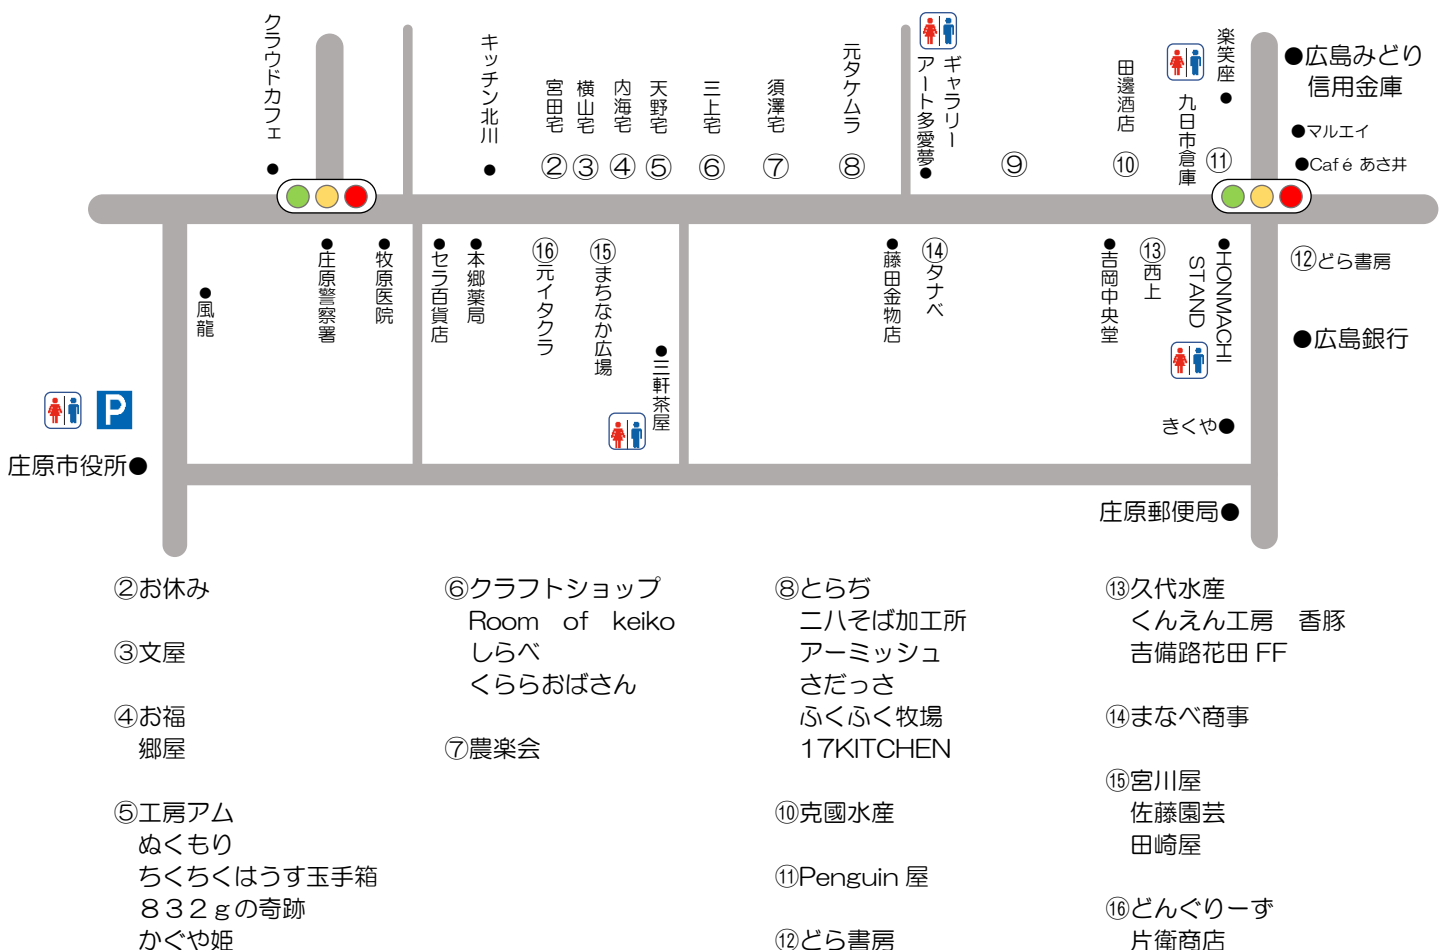 クラウドカフェ
キッチン北川
宮田宅
横山宅
内海宅
天野宅
三上宅
須澤宅
元タケムラ
ギャラリー
アート多愛夢
田邊酒店
九日市倉庫
楽笑座
●広島みどり
信用金庫
●マルエイ
●Café あさ井
② ③ ④ ⑤ ⑥ ⑦ ⑧ ⑨ ⑩ ⑪
●風龍
●庄原警察署
●牧原医院
●セラ百貨店
●本郷薬局
⑯元イタクラ
⑮まちなか広場
●三軒茶屋
●藤田金物店
⑭タナベ
●吉岡中央堂
⑬西上
●HONMACHI
STAND
⑫どら書房
●広島銀行
P
きくや●
庄原市役所●
庄原郵便局●
②お休み
③文屋
④お福
郷屋
⑤工房アム
ぬくもり
ちくちくはうす玉手箱
８３２ｇの奇跡
かぐや姫
⑥クラフトショップ
Room of keiko
しらべ
くららおばさん
⑦農楽会
⑧とらぢ
二八そば加工所
アーミッシュ
さだっさ
ふくふく牧場
17KITCHEN
⑩克國水産
⑪Penguin 屋
⑫どら書房
⑬久代水産
くんえん工房　香豚
吉備路花田 FF
⑭まなべ商事
⑮宮川屋
佐藤園芸
田崎屋
⑯どんぐりーず
片衛商店